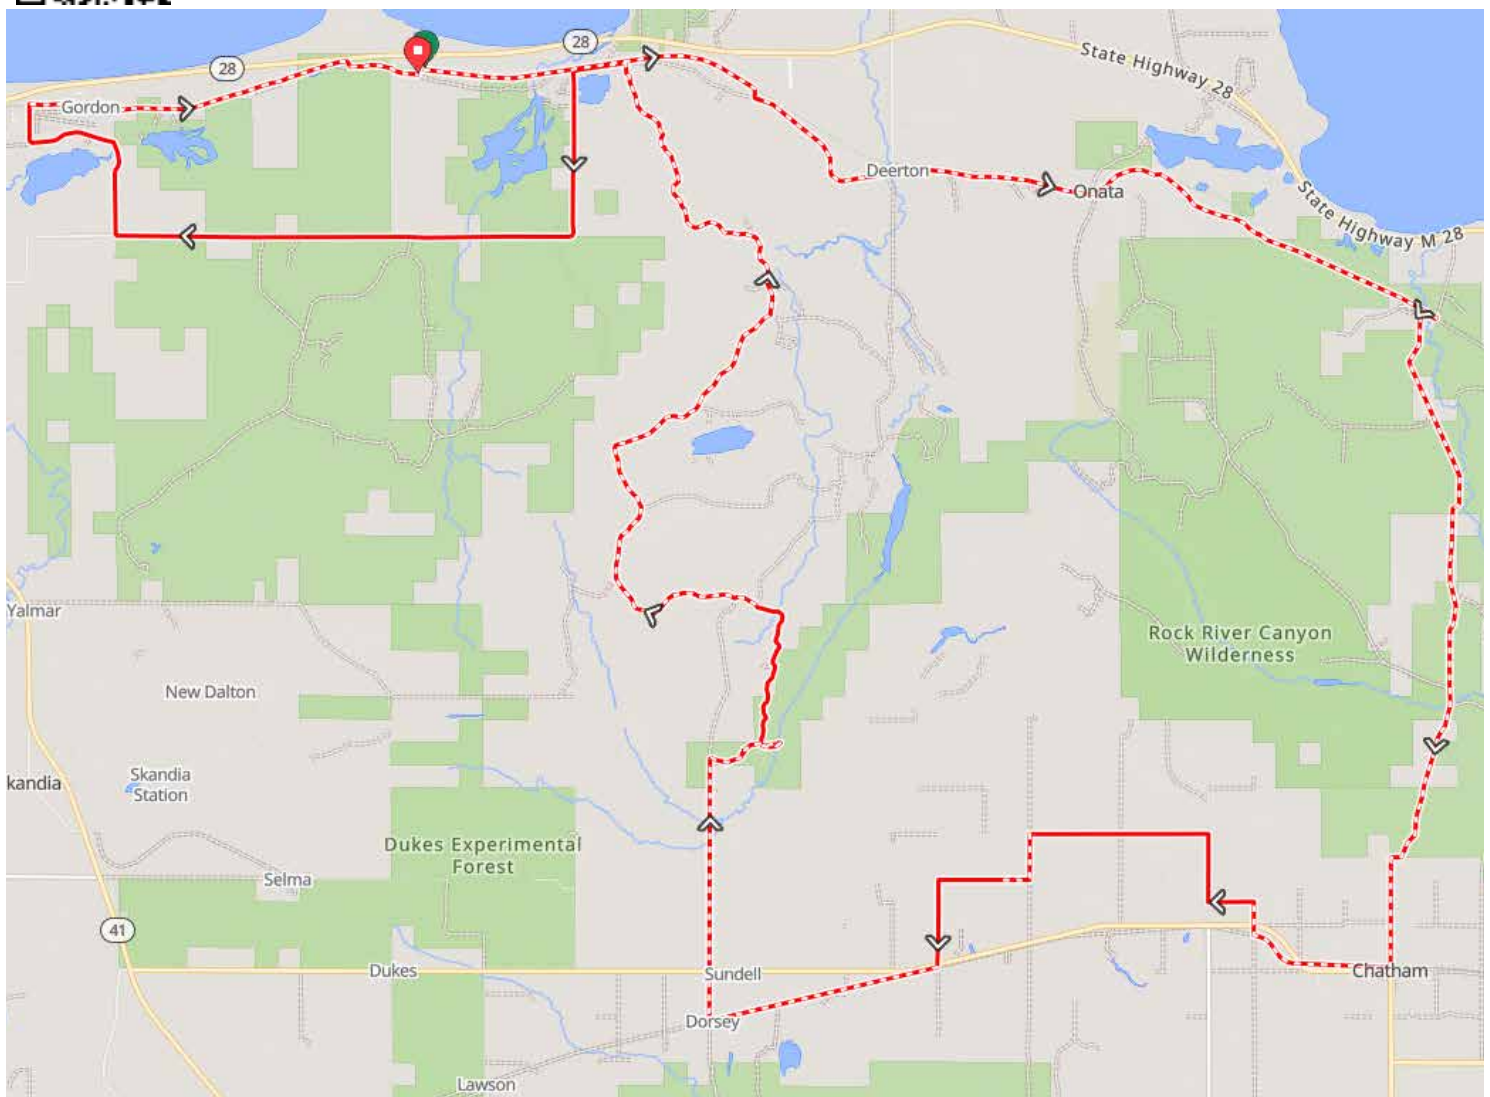 28
28
State Highway 28
Gordon
Deerton
Onata
State Highway M 28
Yalmar
Rock River Canyon
Wilderness
New Dalton
Skandia
Station
kandia
Dukes Experimental
Forest
Selma
41
Dukes
Sundell
Chatham
Dorsey
Lawson